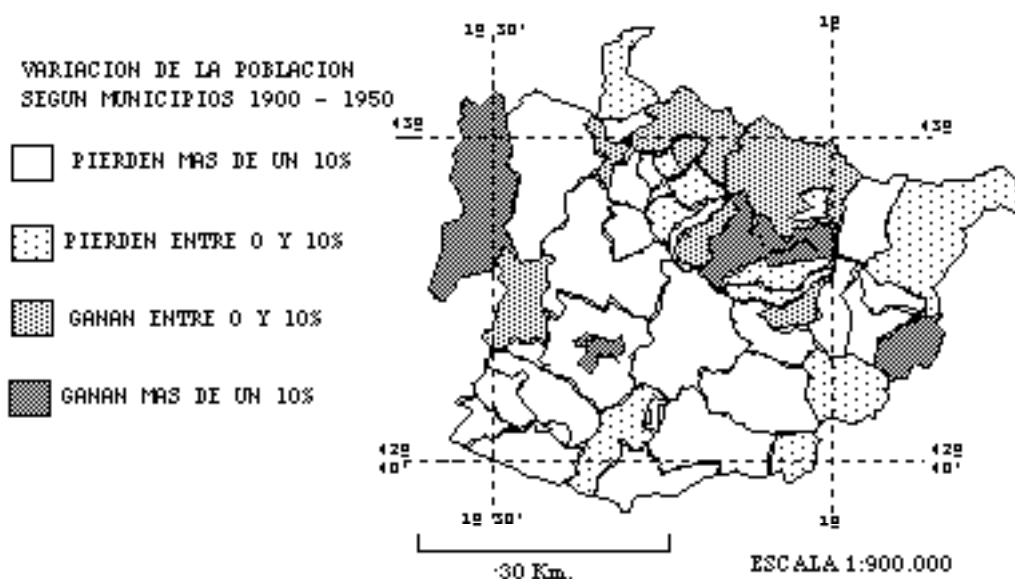 VARIACION DE LA POBLACION
SEGUN MUNICIPIOS 1900 - 1950
PIERDEN MAS DE UN 10%
PIERDEN ENTRE 0 Y 10%
GANAN ENTRE 0 Y 10%
GANAN MAS DE UN 10%
1º 30'
1º
43º
43º
42º
40'
42º
40'
1º 30'
1º
30 Km.
ESCALA 1:900.000